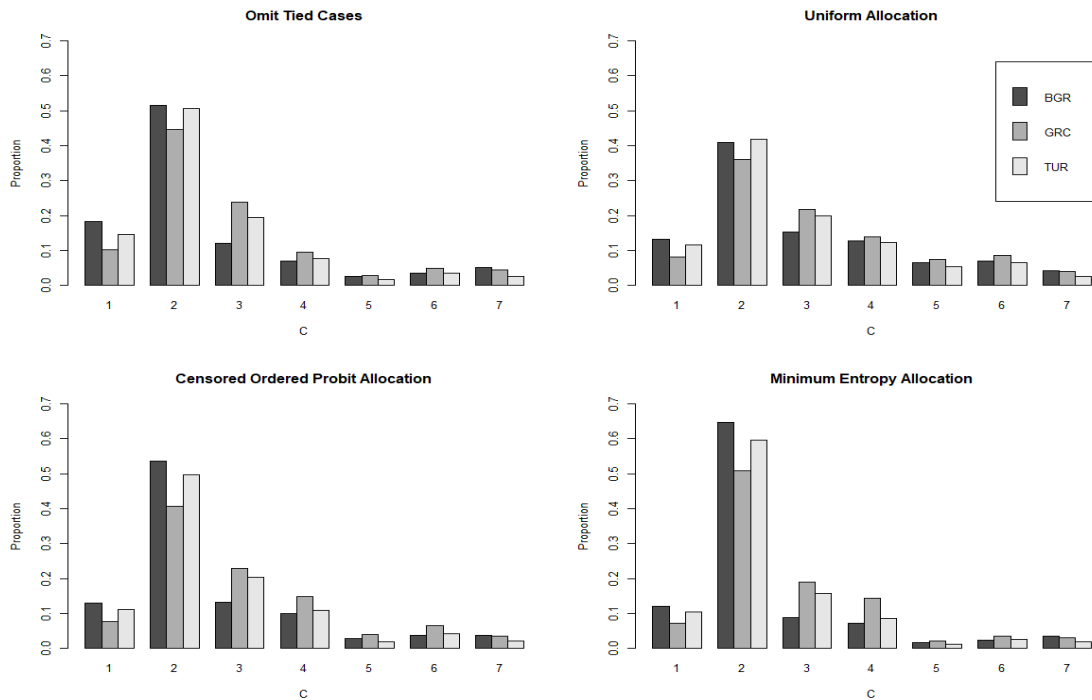 Omit Tied Cases
0.7
0.6
0.5
0.4
0.3
0.2
0.1
0.0
Proportion
1 2 3 4 5 6 7
C
Uniform Allocation
0.7
0.6
0.5
0.4
0.3
0.2
0.1
0.0
Proportion
1 2 3 4 5 6 7
C
BGR
GRC
TUR
Censored Ordered Probit Allocation
0.7
0.6
0.5
0.4
0.3
0.2
0.1
0.0
Proportion
1 2 3 4 5 6 7
C
Minimum Entropy Allocation
0.7
0.6
0.5
0.4
0.3
0.2
0.1
0.0
Proportion
1 2 3 4 5 6 7
C